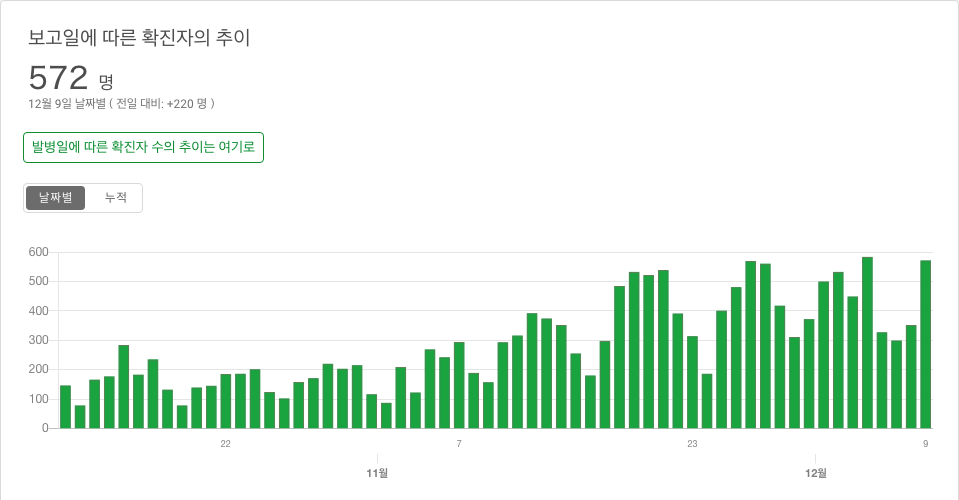 보고일에 따른 확진자의 추이
572 명
12월 9일 날짜별 ( 전일 대비: +220 명 )
발병일에 따른 확진자 수의 추이는 여기로
날짜별 누적
600
500
400
300
200
100
0
22 7 23 9
11월 12월